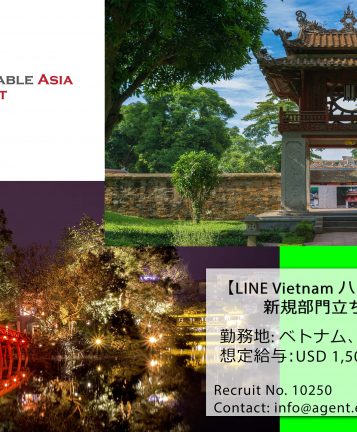 ABLE ASIA
T
【LINE Vietnam ハ
新規部門立ち
勤務地: ベトナム、
想定給与：USD 1,50
Recruit No. 10250
Contact: info@agent.e